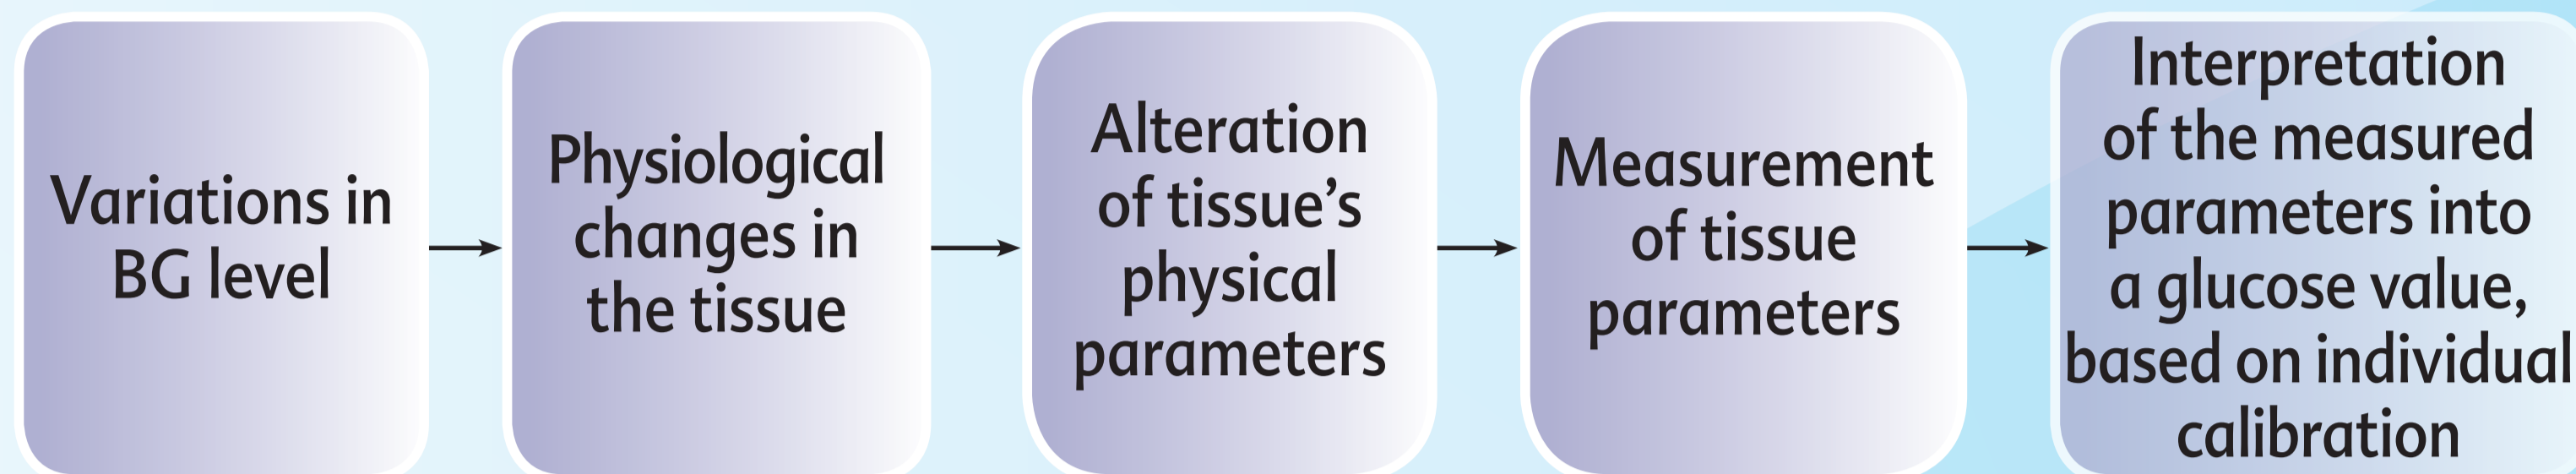 Variations in
BG level
Physiological
changes in
the tissue
Alteration
of tissue’s
physical
parameters
Measurement
of tissue
parameters
Interpretation
of the measured
parameters into
a glucose value,
based on individual
calibration